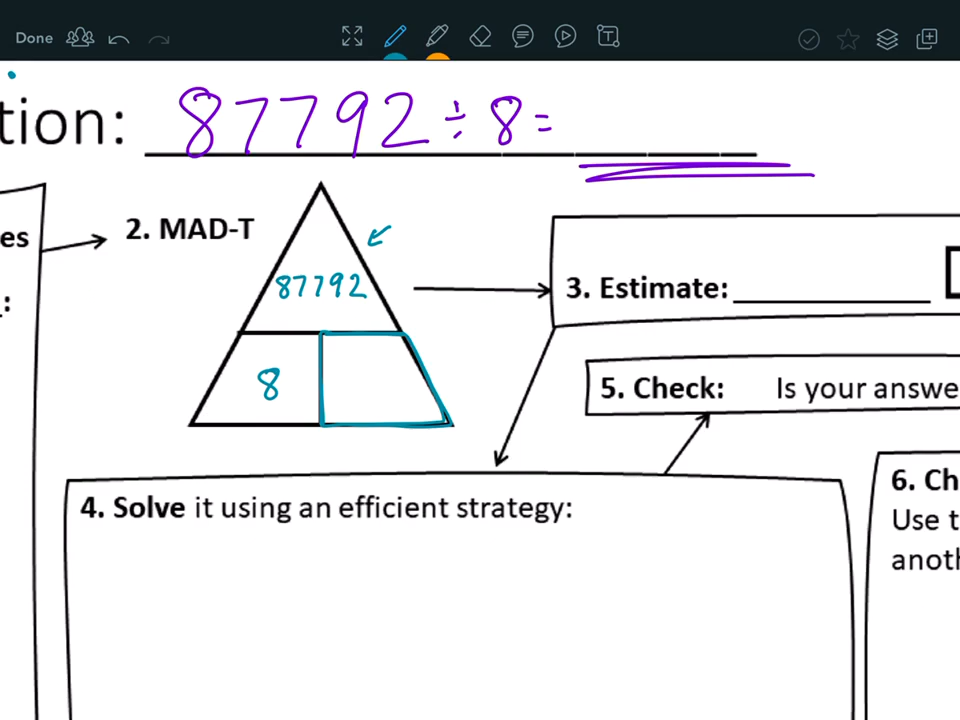 Done
tion: 87792 ÷ 8 =
es
:
2. MAD-T
87792
8
3. Estimate:
5. Check: Is your answe
4. Solve it using an efficient strategy:
6. Ch
Use t
anoth